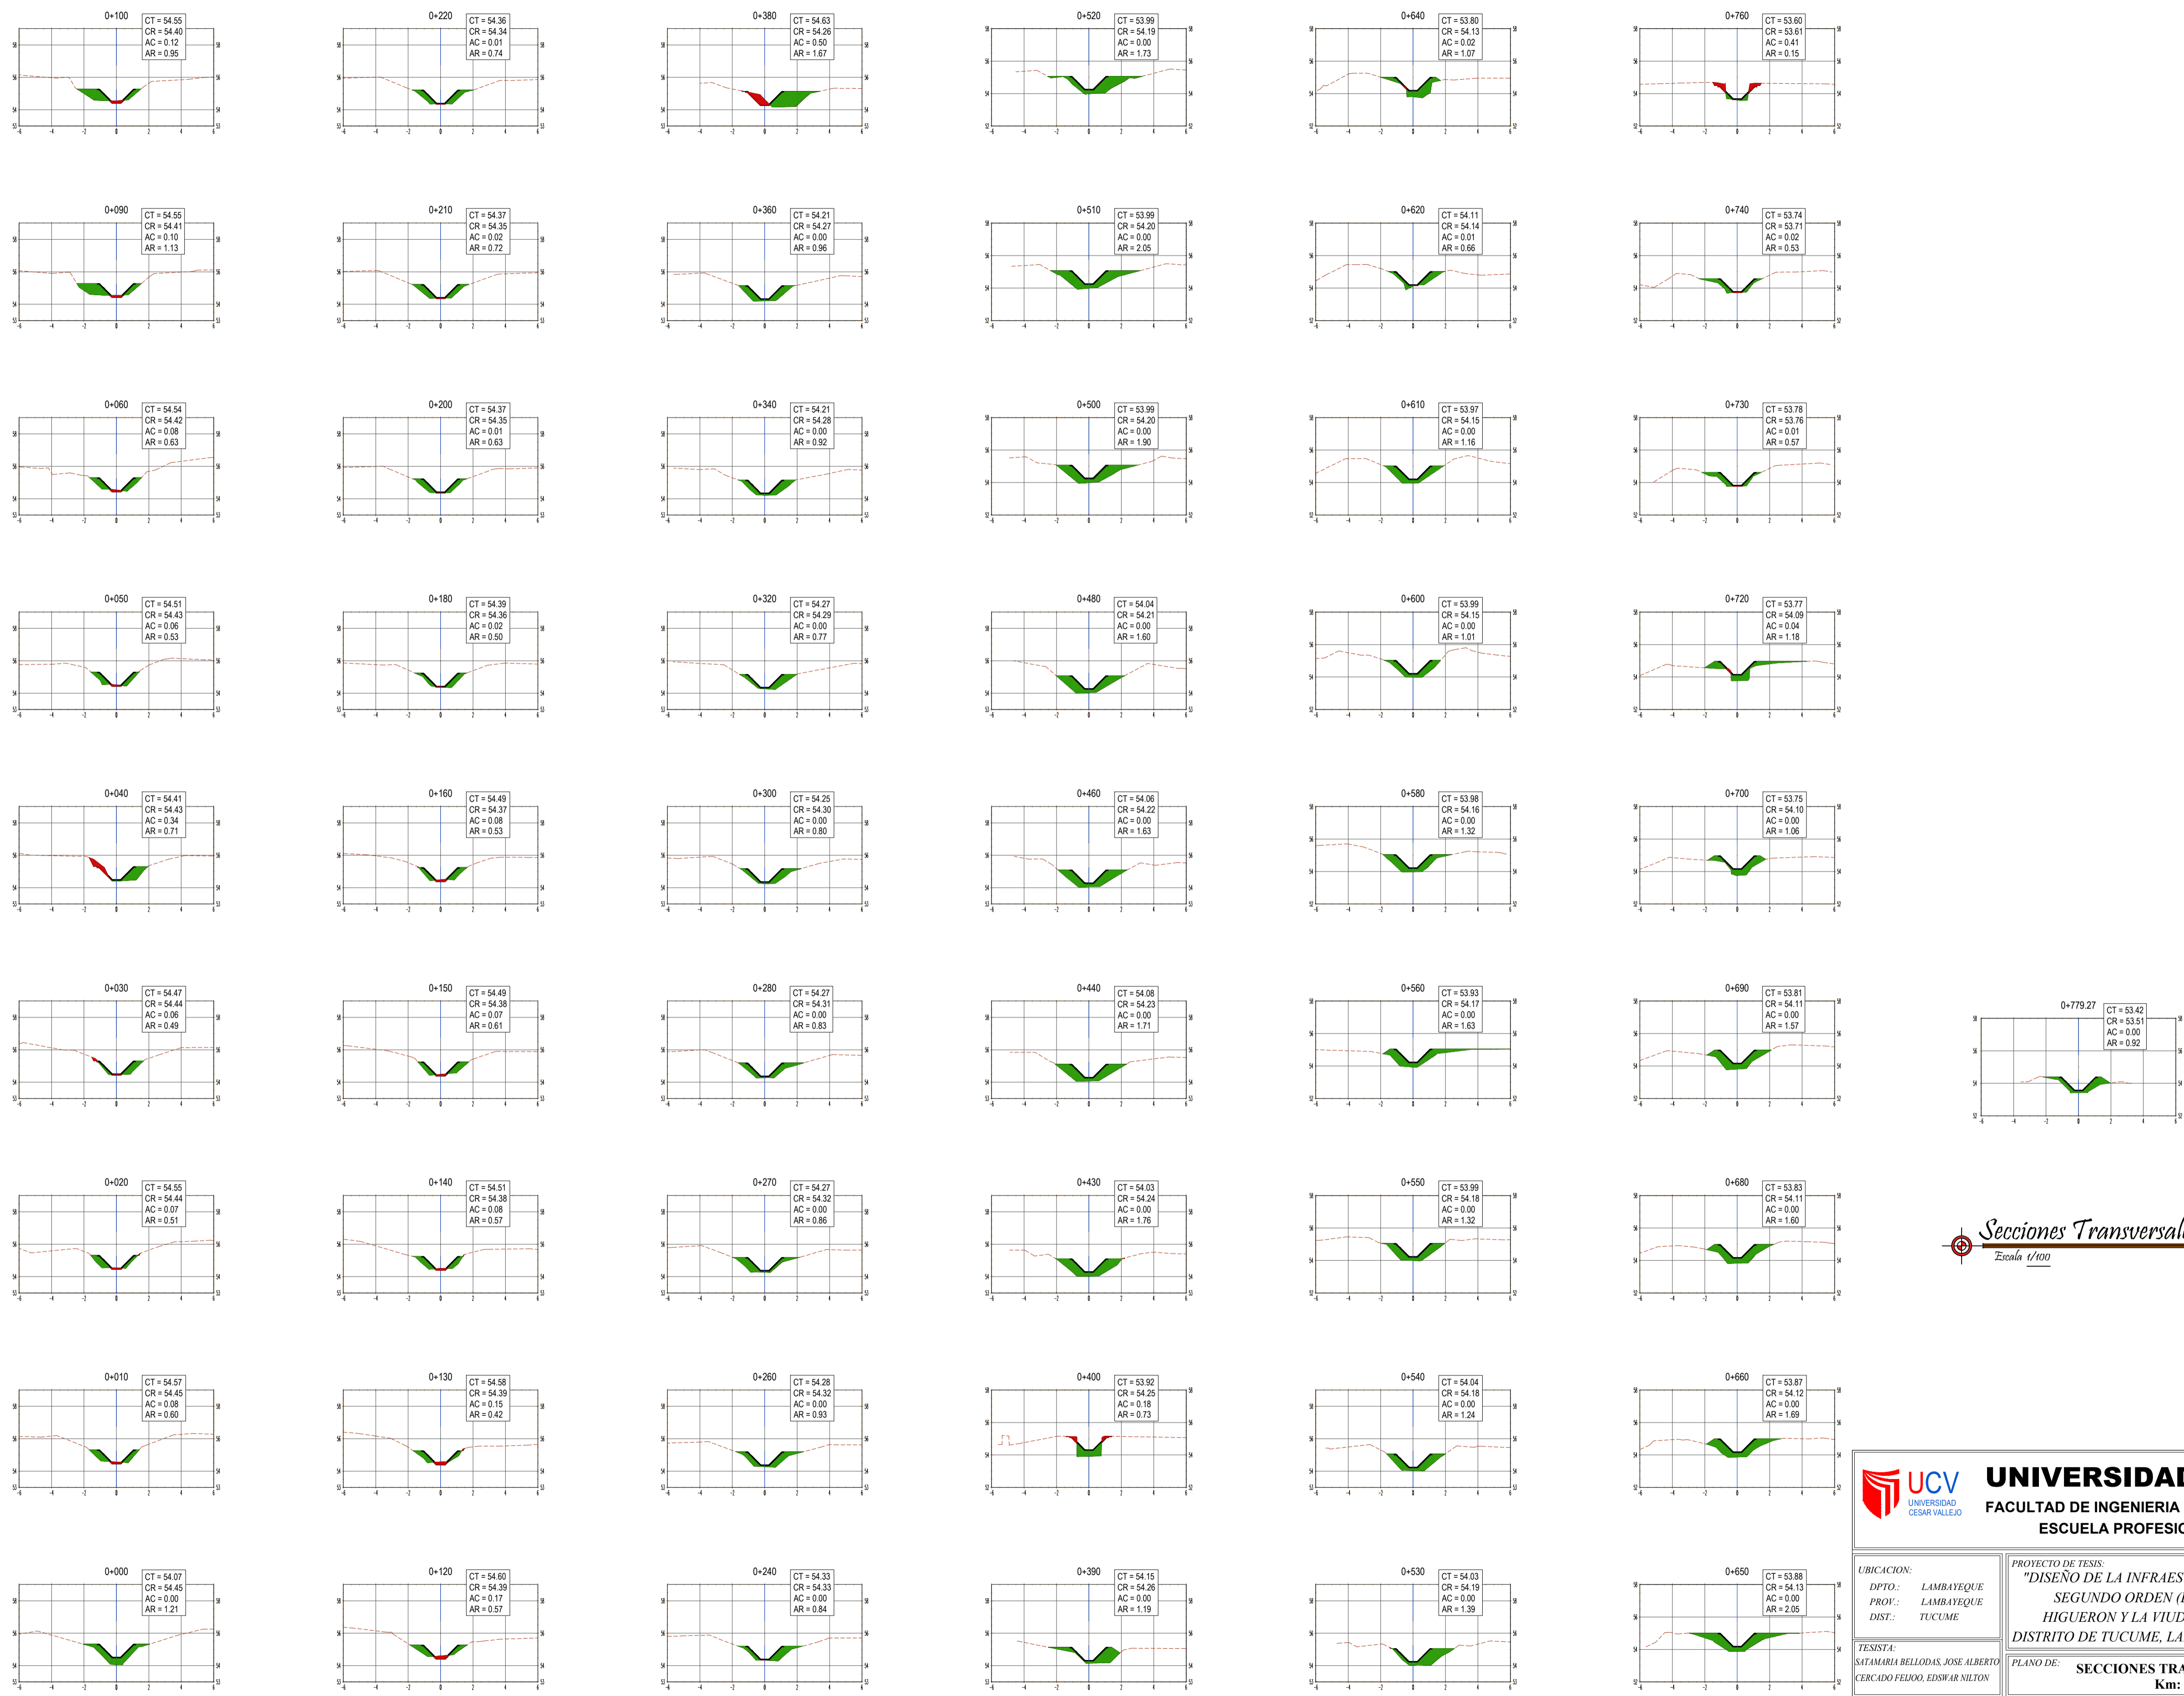 0+100
CT = 54.55
CR = 54.40
AC = 0.12
AR = 0.95
0+220
CT = 54.36
CR = 54.34
AC = 0.01
AR = 0.74
0+380
CT = 54.63
CR = 54.26
AC = 0.50
AR = 1.67
0+520
CT = 53.99
CR = 54.19
AC = 0.00
AR = 1.73
0+640
CT = 53.80
CR = 54.13
AC = 0.02
AR = 1.07
0+760
CT = 53.60
CR = 53.61
AC = 0.41
AR = 0.15
0+090
CT = 54.55
CR = 54.41
AC = 0.10
AR = 1.13
0+210
CT = 54.37
CR = 54.35
AC = 0.02
AR = 0.72
0+360
CT = 54.21
CR = 54.27
AC = 0.00
AR = 0.96
0+510
CT = 53.99
CR = 54.20
AC = 0.00
AR = 2.05
0+620
CT = 54.11
CR = 54.14
AC = 0.01
AR = 0.66
0+740
CT = 53.74
CR = 53.71
AC = 0.02
AR = 0.53
0+060
CT = 54.54
CR = 54.42
AC = 0.08
AR = 0.63
0+200
CT = 54.37
CR = 54.35
AC = 0.01
AR = 0.63
0+340
CT = 54.21
CR = 54.28
AC = 0.00
AR = 0.92
0+500
CT = 53.99
CR = 54.20
AC = 0.00
AR = 1.90
0+610
CT = 53.97
CR = 54.15
AC = 0.00
AR = 1.16
0+730
CT = 53.78
CR = 53.76
AC = 0.01
AR = 0.57
0+050
CT = 54.51
CR = 54.43
AC = 0.06
AR = 0.53
0+180
CT = 54.39
CR = 54.36
AC = 0.02
AR = 0.50
0+320
CT = 54.27
CR = 54.29
AC = 0.00
AR = 0.77
0+480
CT = 54.04
CR = 54.21
AC = 0.00
AR = 1.60
0+600
CT = 53.99
CR = 54.15
AC = 0.00
AR = 1.01
0+720
CT = 53.77
CR = 54.09
AC = 0.04
AR = 1.18
0+040
CT = 54.41
CR = 54.43
AC = 0.34
AR = 0.71
0+160
CT = 54.49
CR = 54.37
AC = 0.08
AR = 0.53
0+300
CT = 54.25
CR = 54.30
AC = 0.00
AR = 0.80
0+460
CT = 54.06
CR = 54.22
AC = 0.00
AR = 1.63
0+580
CT = 53.98
CR = 54.16
AC = 0.00
AR = 1.32
0+700
CT = 53.75
CR = 54.10
AC = 0.00
AR = 1.06
0+030
CT = 54.47
CR = 54.44
AC = 0.06
AR = 0.49
0+150
CT = 54.49
CR = 54.38
AC = 0.07
AR = 0.61
0+280
CT = 54.27
CR = 54.31
AC = 0.00
AR = 0.83
0+440
CT = 54.08
CR = 54.23
AC = 0.00
AR = 1.71
0+560
CT = 53.93
CR = 54.17
AC = 0.00
AR = 1.63
0+690
CT = 53.81
CR = 54.11
AC = 0.00
AR = 1.57
0+779.27
CT = 53.42
CR = 53.51
AC = 0.00
AR = 0.92
0+020
CT = 54.55
CR = 54.44
AC = 0.07
AR = 0.51
0+140
CT = 54.51
CR = 54.38
AC = 0.08
AR = 0.57
0+270
CT = 54.27
CR = 54.32
AC = 0.00
AR = 0.86
0+430
CT = 54.03
CR = 54.24
AC = 0.00
AR = 1.76
0+550
CT = 53.99
CR = 54.18
AC = 0.00
AR = 1.32
0+680
CT = 53.83
CR = 54.11
AC = 0.00
AR = 1.60
Secciones Transversal
Escala 1/100
0+010
CT = 54.57
CR = 54.45
AC = 0.08
AR = 0.60
0+130
CT = 54.58
CR = 54.39
AC = 0.15
AR = 0.42
0+260
CT = 54.28
CR = 54.32
AC = 0.00
AR = 0.93
0+400
CT = 53.92
CR = 54.25
AC = 0.18
AR = 0.73
0+540
CT = 54.04
CR = 54.18
AC = 0.00
AR = 1.24
0+660
CT = 53.87
CR = 54.12
AC = 0.00
AR = 1.69
0+000
CT = 54.07
CR = 54.45
AC = 0.00
AR = 1.21
0+120
CT = 54.60
CR = 54.39
AC = 0.17
AR = 0.57
0+240
CT = 54.33
CR = 54.33
AC = 0.00
AR = 0.84
0+390
CT = 54.15
CR = 54.26
AC = 0.00
AR = 1.19
0+530
CT = 54.03
CR = 54.19
AC = 0.00
AR = 1.39
0+650
CT = 53.88
CR = 54.13
AC = 0.00
AR = 2.05
UCV
UNIVERSIDAD
CESAR VALLEJO
UNIVERSIDAD
FACULTAD DE INGENIERIA
ESCUELA PROFESIO
UBICACION:
DPTO.: LAMBAYEQUE
PROV.: LAMBAYEQUE
DIST.: TUCUME
PROYECTO DE TESIS:
"DISEÑO DE LA INFRAES
SEGUNDO ORDEN (
HIGUERON Y LA VIUD
DISTRITO DE TUCUME, LA
TESISTA:
SATAMARIA BELLODAS, JOSE ALBERTO
CERCADO FEIJOO, EDSWAR NILTON
PLANO DE:
SECCIONES TRA
Km: